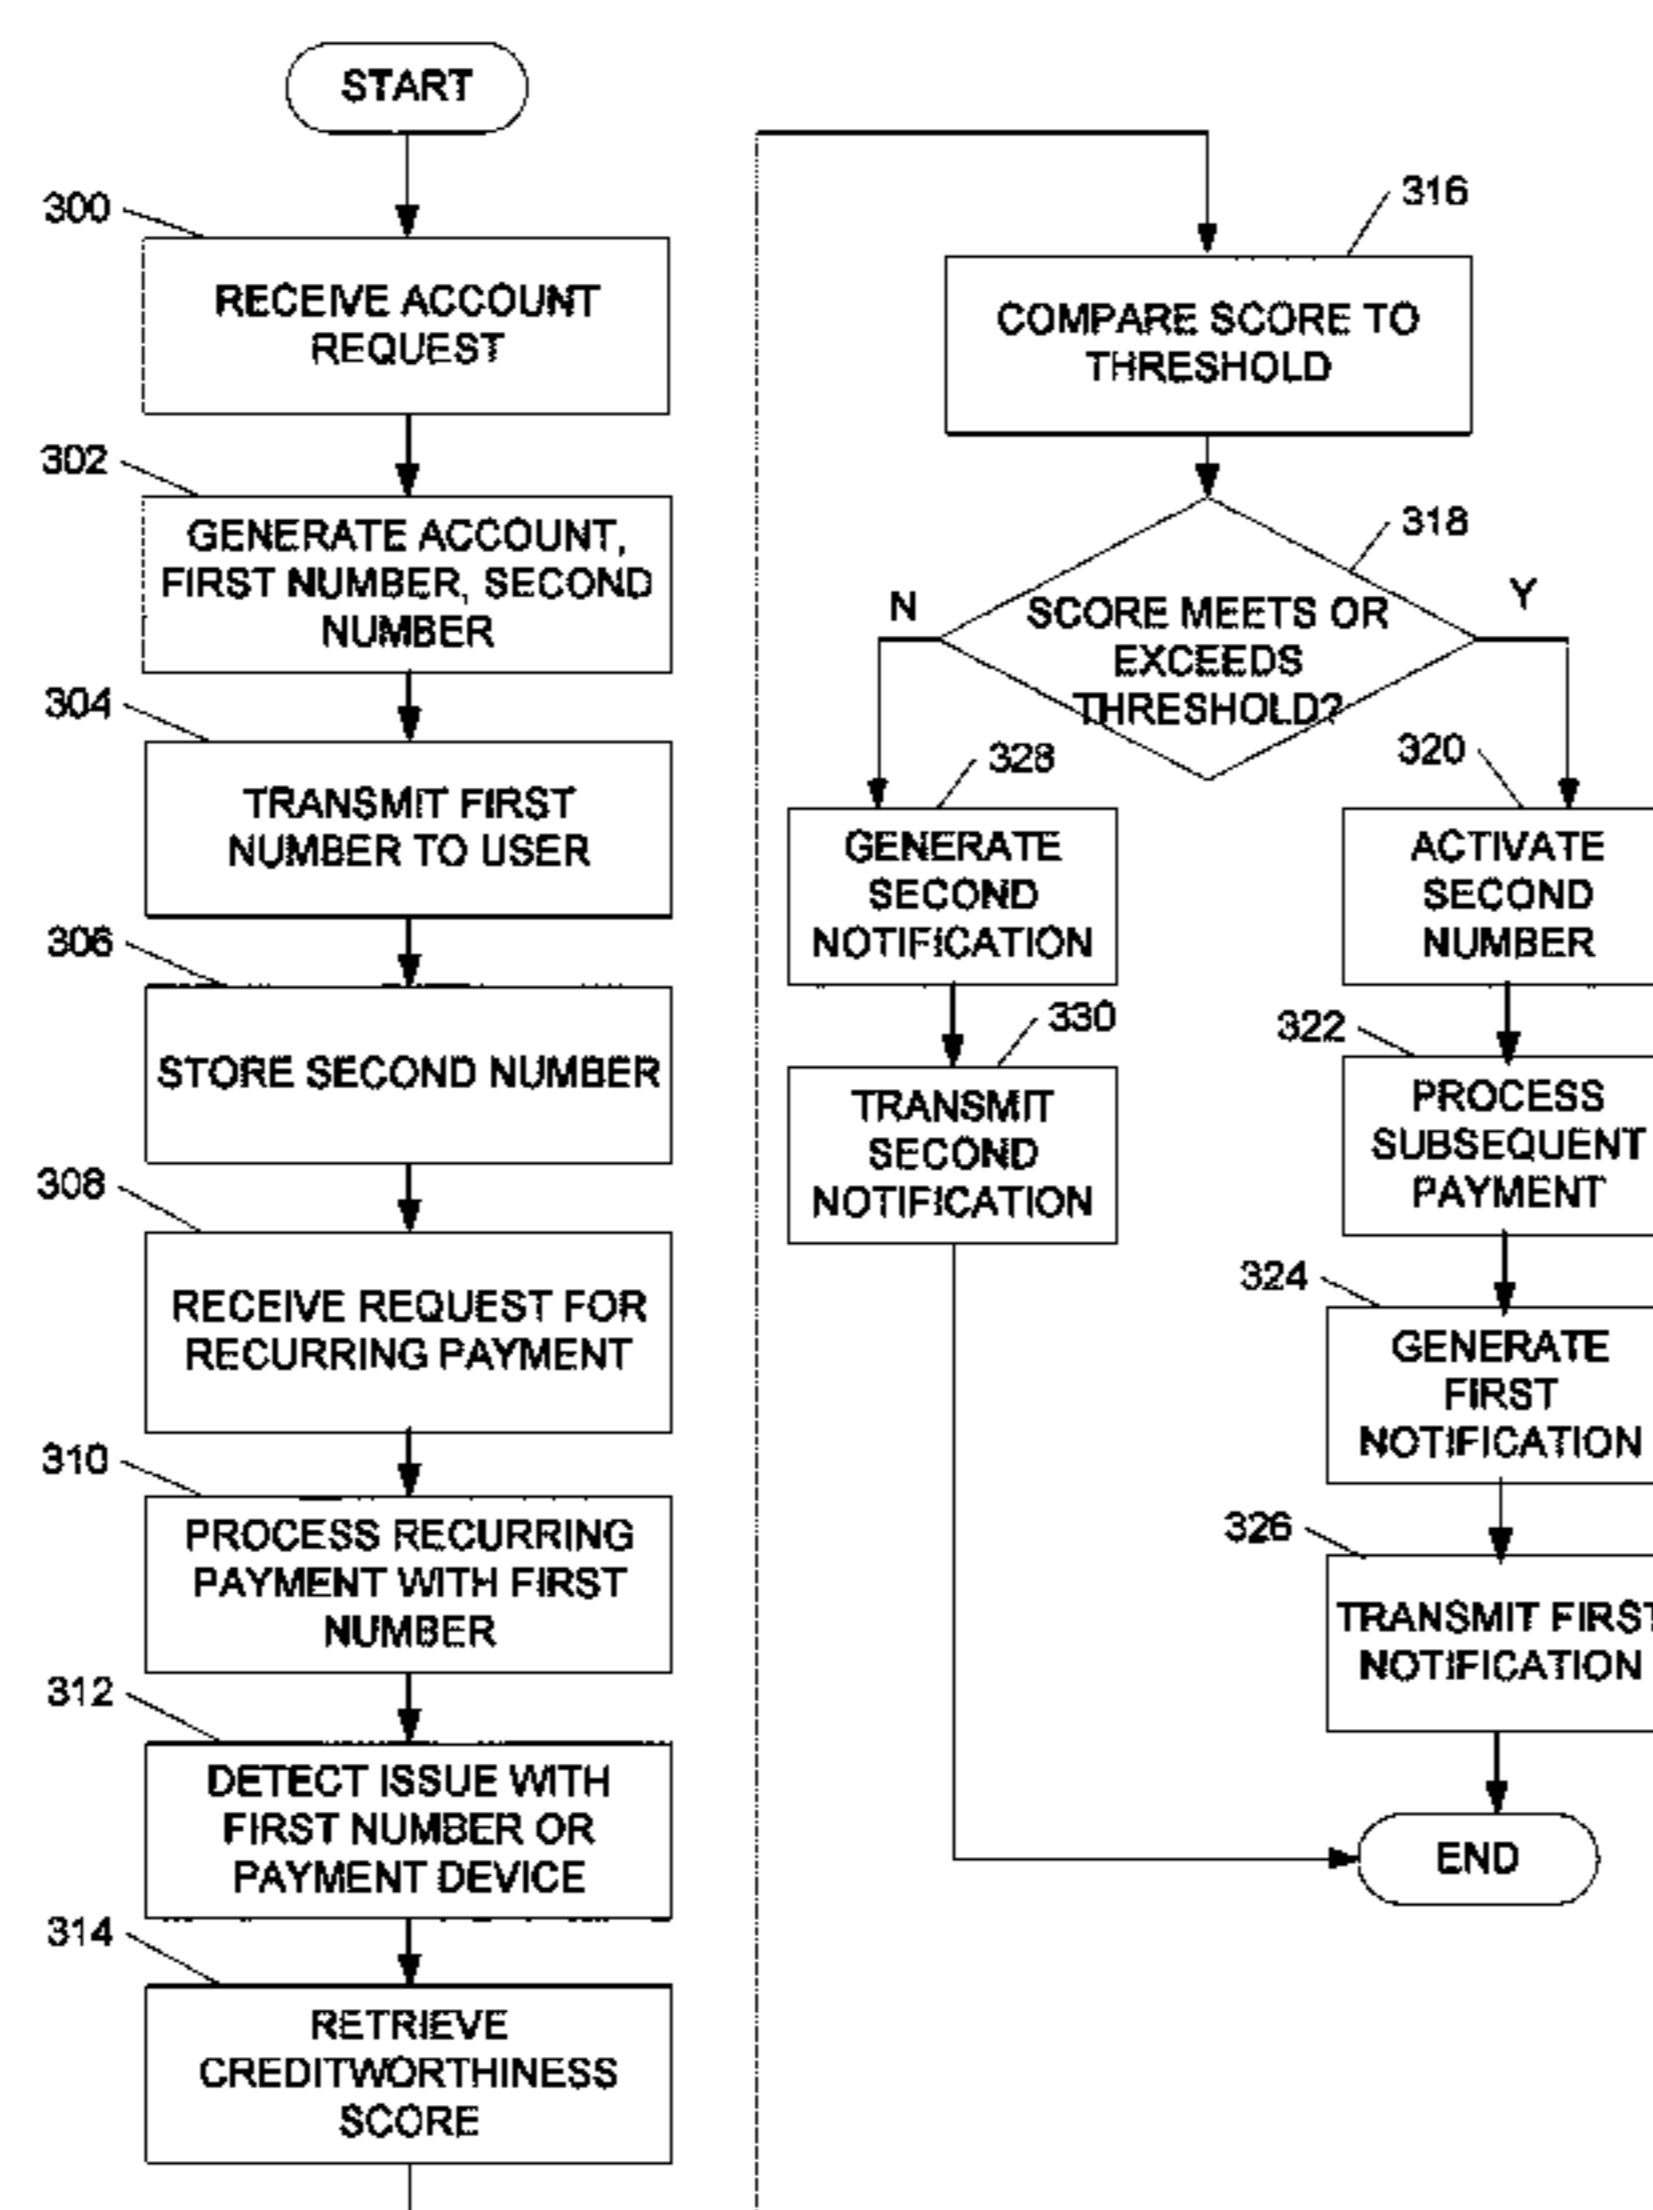 START
300
RECEIVE ACCOUNT
REQUEST
302
GENERATE ACCOUNT,
FIRST NUMBER, SECOND
NUMBER
304
TRANSMIT FIRST
NUMBER TO USER
306
STORE SECOND NUMBER
308
RECEIVE REQUEST FOR
RECURRING PAYMENT
310
PROCESS RECURRING
PAYMENT WITH FIRST
NUMBER
312
DETECT ISSUE WITH
FIRST NUMBER OR
PAYMENT DEVICE
314
RETRIEVE
CREDITWORTHINESS
SCORE
316
COMPARE SCORE TO
THRESHOLD
318
SCORE MEETS OR
EXCEEDS
THRESHOLD?
N
Y
328
GENERATE
SECOND
NOTIFICATION
330
TRANSMIT
SECOND
NOTIFICATION
320
ACTIVATE
SECOND
NUMBER
322
PROCESS
SUBSEQUENT
PAYMENT
324
GENERATE
FIRST
NOTIFICATION
326
TRANSMIT FIRST
NOTIFICATION
END